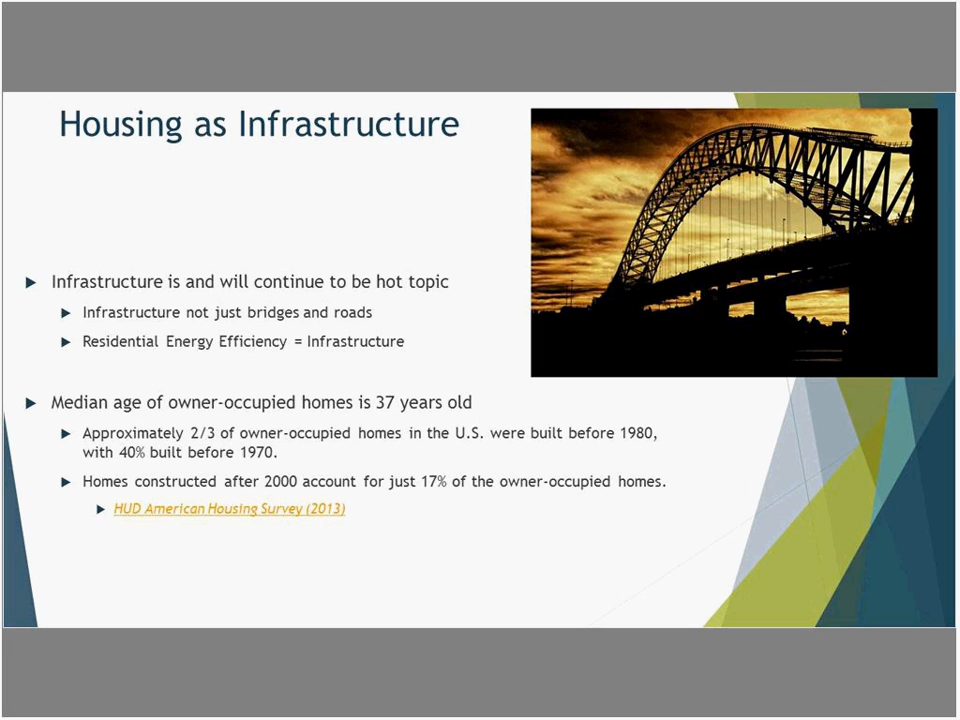 Housing as Infrastructure
Infrastructure is and will continue to be hot topic
Infrastructure not just bridges and roads
Residential Energy Efficiency = Infrastructure
Median age of owner-occupied homes is 37 years old
Approximately 2/3 of owner-occupied homes in the U.S. were built before 1980,
with 40% built before 1970.
Homes constructed after 2000 account for just 17% of the owner-occupied homes.
HUD American Housing Survey (2013)